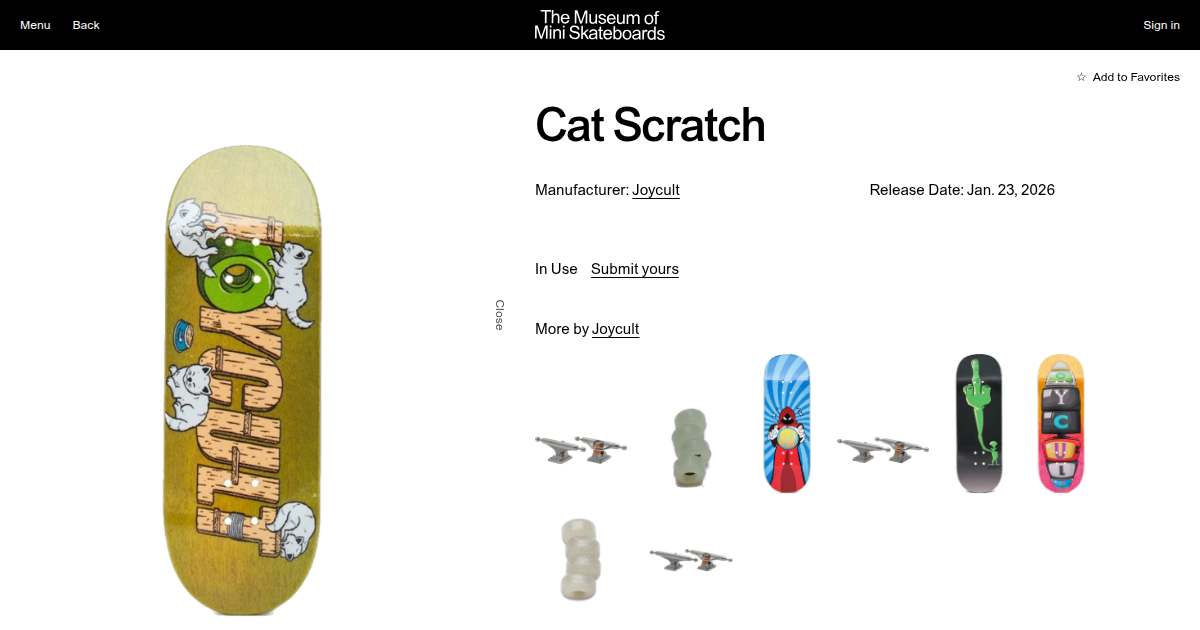 Menu
Back
The Museum of
Mini Skateboards
Sign in
☆ Add to Favorites
Cat Scratch
Manufacturer: Joycult
Release Date: Jan. 23, 2026
In Use Submit yours
Close
More by Joycult
JOYCULT
OYCUL